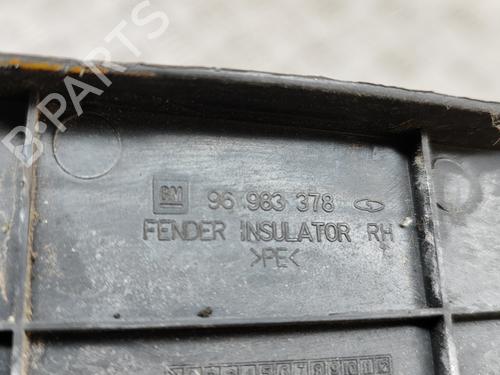 B-PARTS
GM 96 983 378
FENDER INSULATOR RH
>PE<